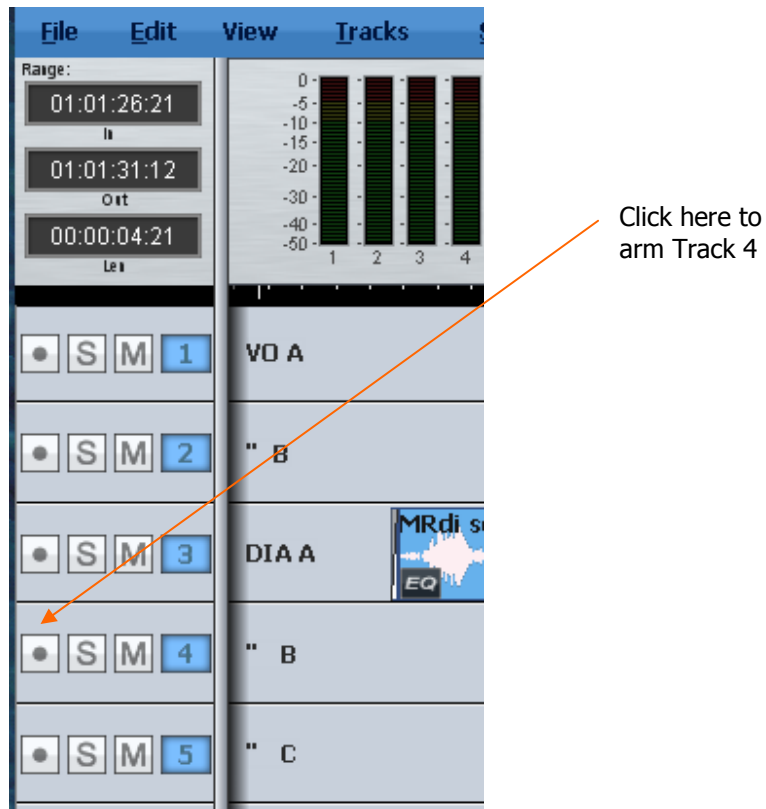 File Edit View Tracks
Range:
01:01:26:21
In
01:01:31:12
Out
00:00:04:21
Len
0
-5
-10
-15
-20
-30
-40
-50
1 2 3 4
Click here to
arm Track 4
S M 1 VO A
S M 2 " B
S M 3 DIA A
MRdi
EQ
S M 4 " B
S M 5 " C